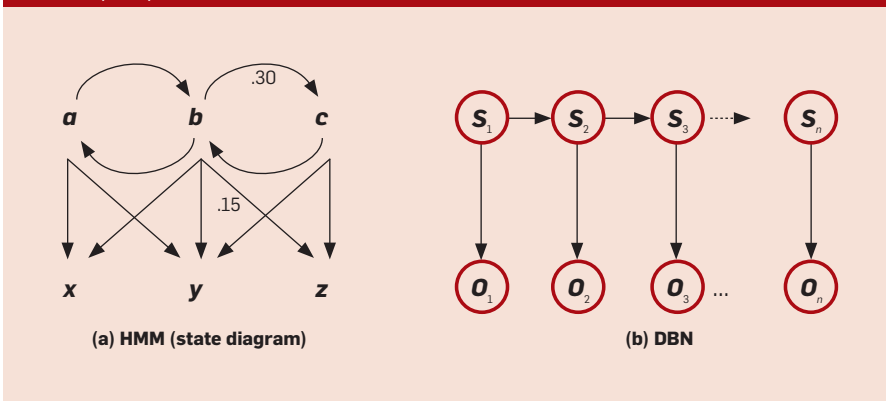 .30
a b c
.15
x y z
(a) HMM (state diagram)
S1 S2 S3 Sn
O1 O2 O3 ... On
(b) DBN